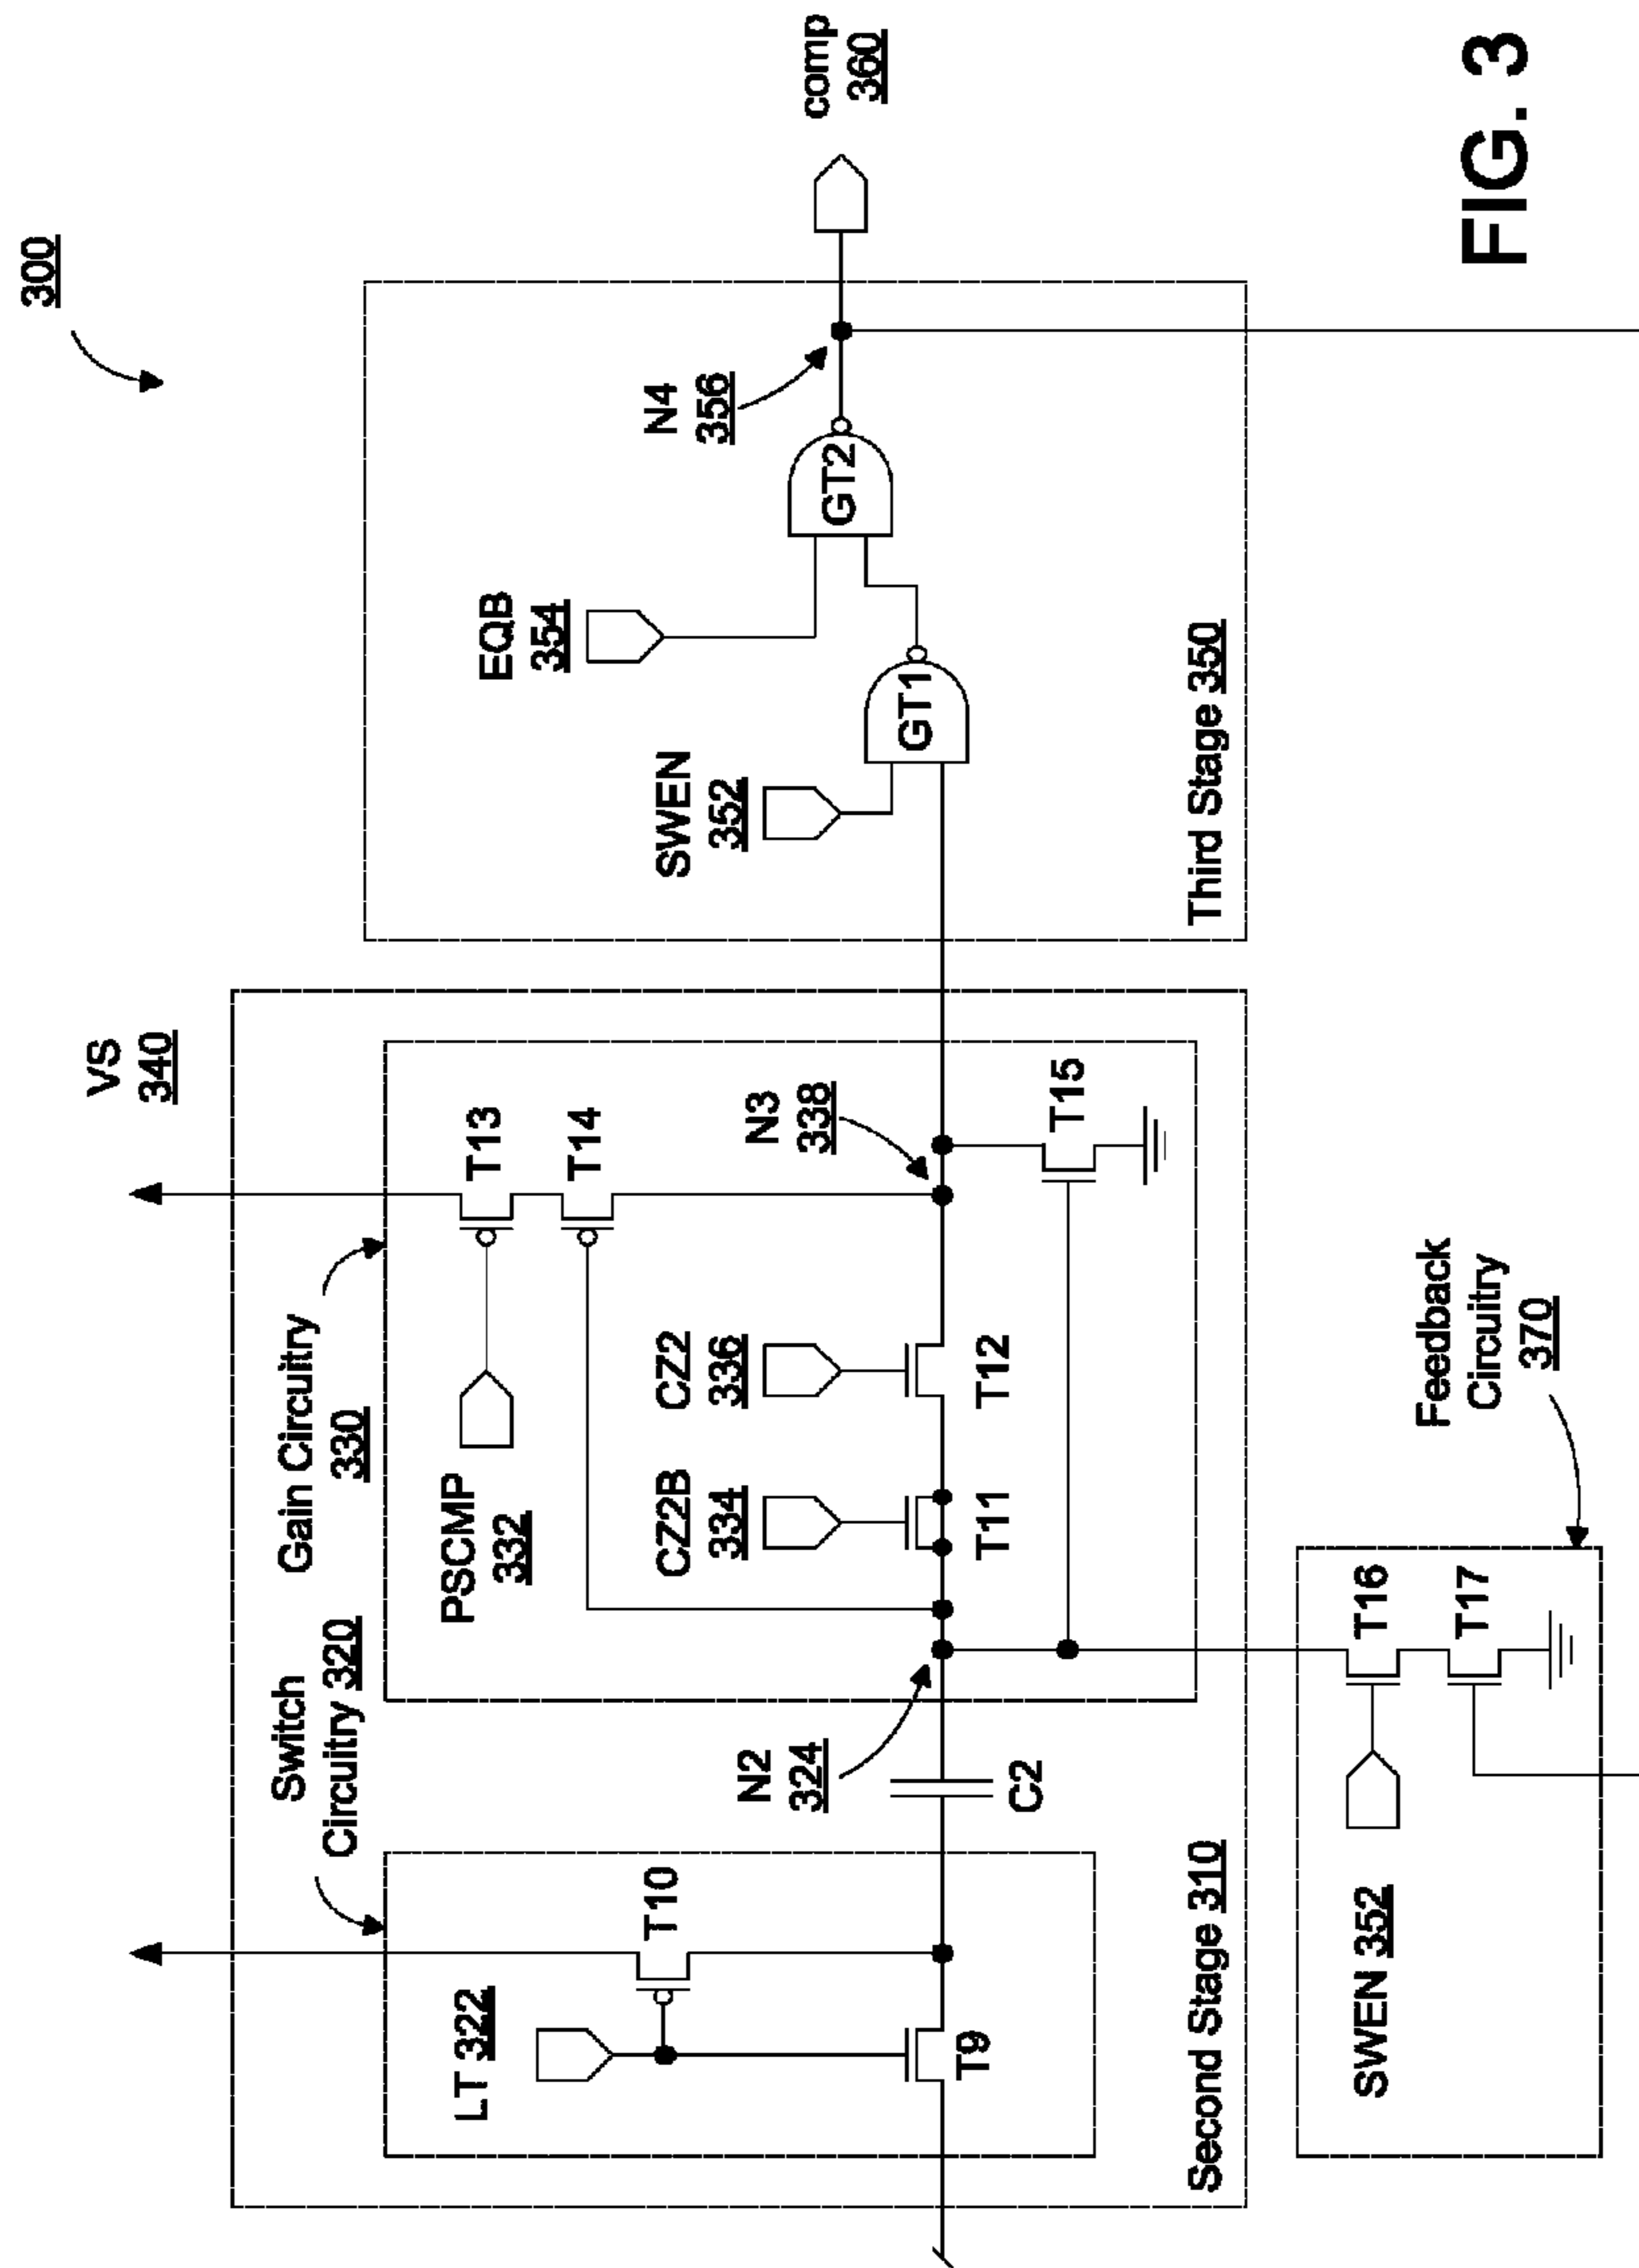 300
VS
340
Switch
Circuitry 320
Gain Circuitry
330
LT 322
T10
T9
PSCMP
332
T13
T14
CZ2B
334
CZ2
336
T11
T12
N2
324
C2
N3
338
T15
Second Stage 310
SWEN
352
EQB
354
GT1
GT2
N4
356
comp
360
Third Stage 350
SWEN 352
T16
T17
Feedback
Circuitry
370
FIG. 3